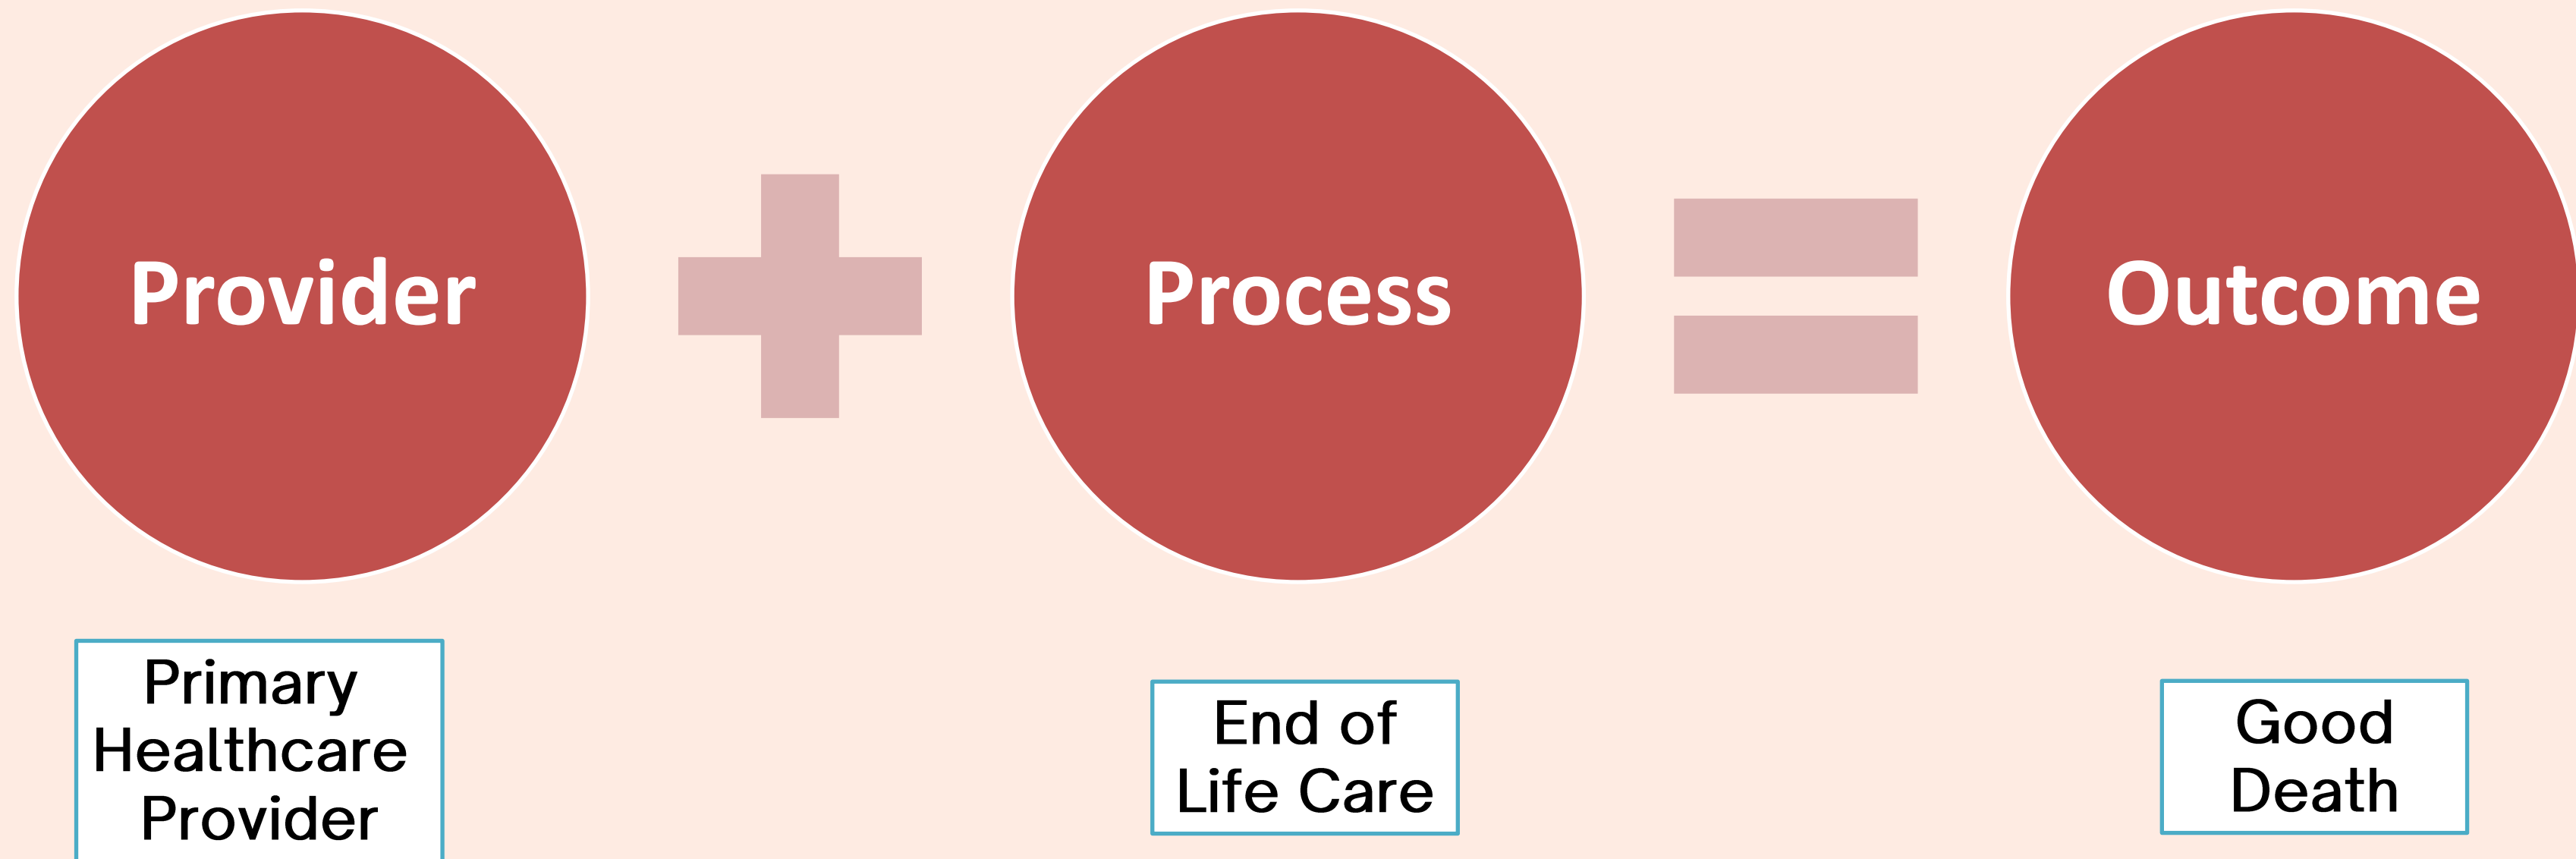 Provider
Process
Outcome
Primary
Healthcare
Provider
End of
Life Care
Good
Death